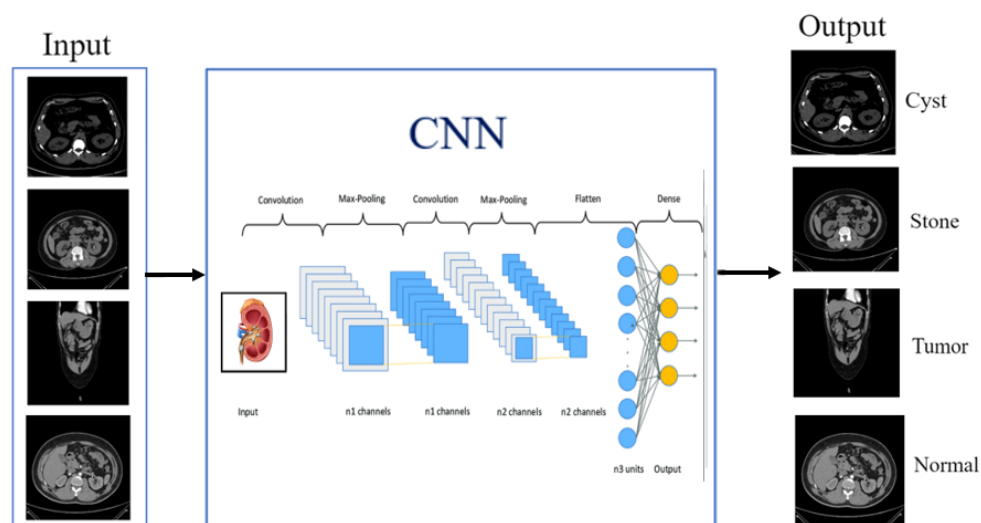 Input
Output
CNN
Cyst
Convolution
Max-Pooling
Convolution
Max-Pooling
Flatten
Dense
Stone
Tumor
Input
n1 channels
n1 channels
n2 channels
n2 channels
n3 units
Output
Normal